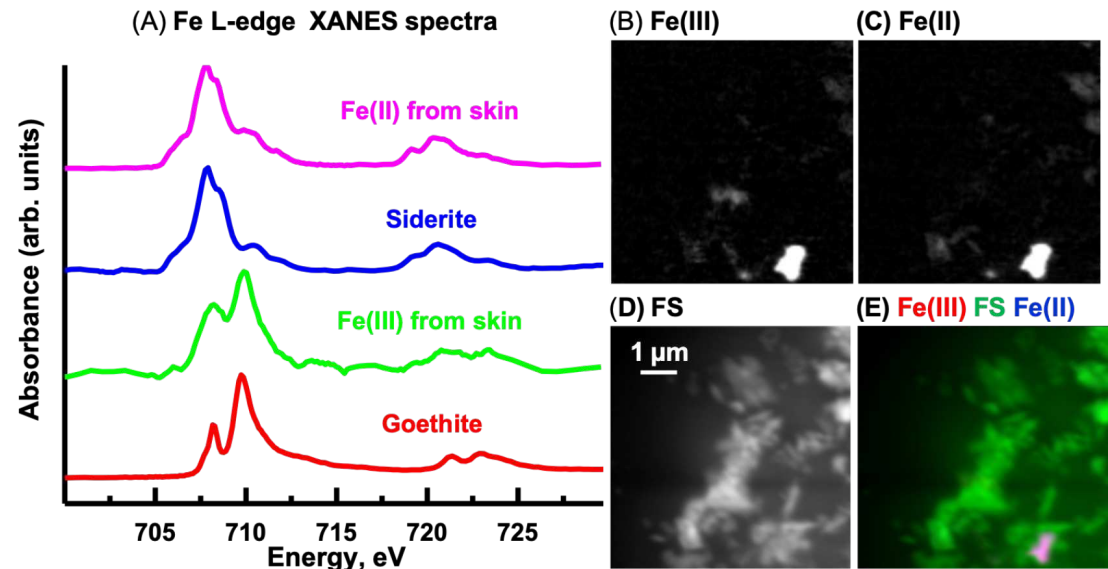 (A) Fe L-edge XANES spectra
Absorbance (arb. units)
Fe(II) from skin
Siderite
Fe(III) from skin
Goethite
705 710 715 720 725
Energy, eV
(B) Fe(III)
(C) Fe(II)
(D) FS
1 µm
(E) Fe(III) FS Fe(II)